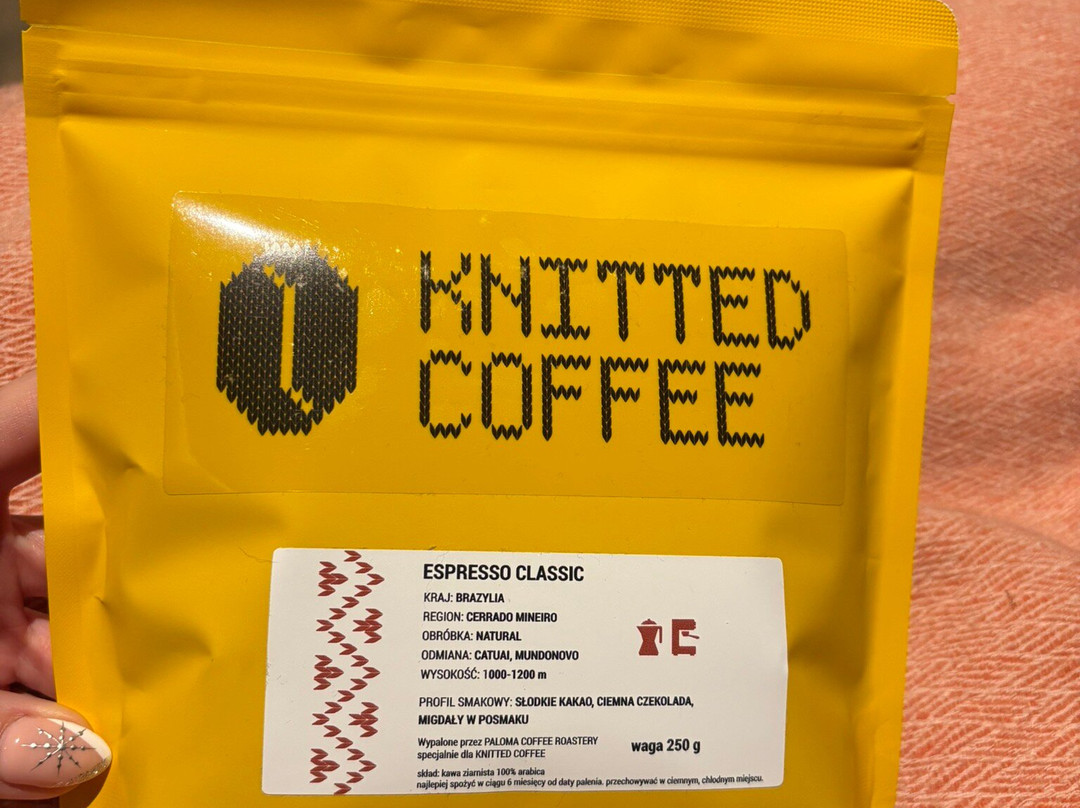 KNITTED
COFFEE
ESPRESSO CLASSIC
KRAJ: BRAZYLIA
REGION: CERRADO MINEIRO
OBRÓBKA: NATURAL
ODMIANA: CATUAI, MUNDONOVO
WYSOKOŚĆ: 1000-1200 m
PROFIL SMAKOWY: SŁODKIE KAKAO, CIEMNA CZEKOLADA,
MIGDAŁY W POSMAKU
Wypalone przez PALOMA COFFEE ROASTERY
specjalnie dla KNITTED COFFEE
waga 250 g
skład: kawa ziarnista 100% arabica
najlepiej spożyć w ciągu 6 miesięcy od daty palenia. przechowywać w ciemnym, chłodnym miejscu.